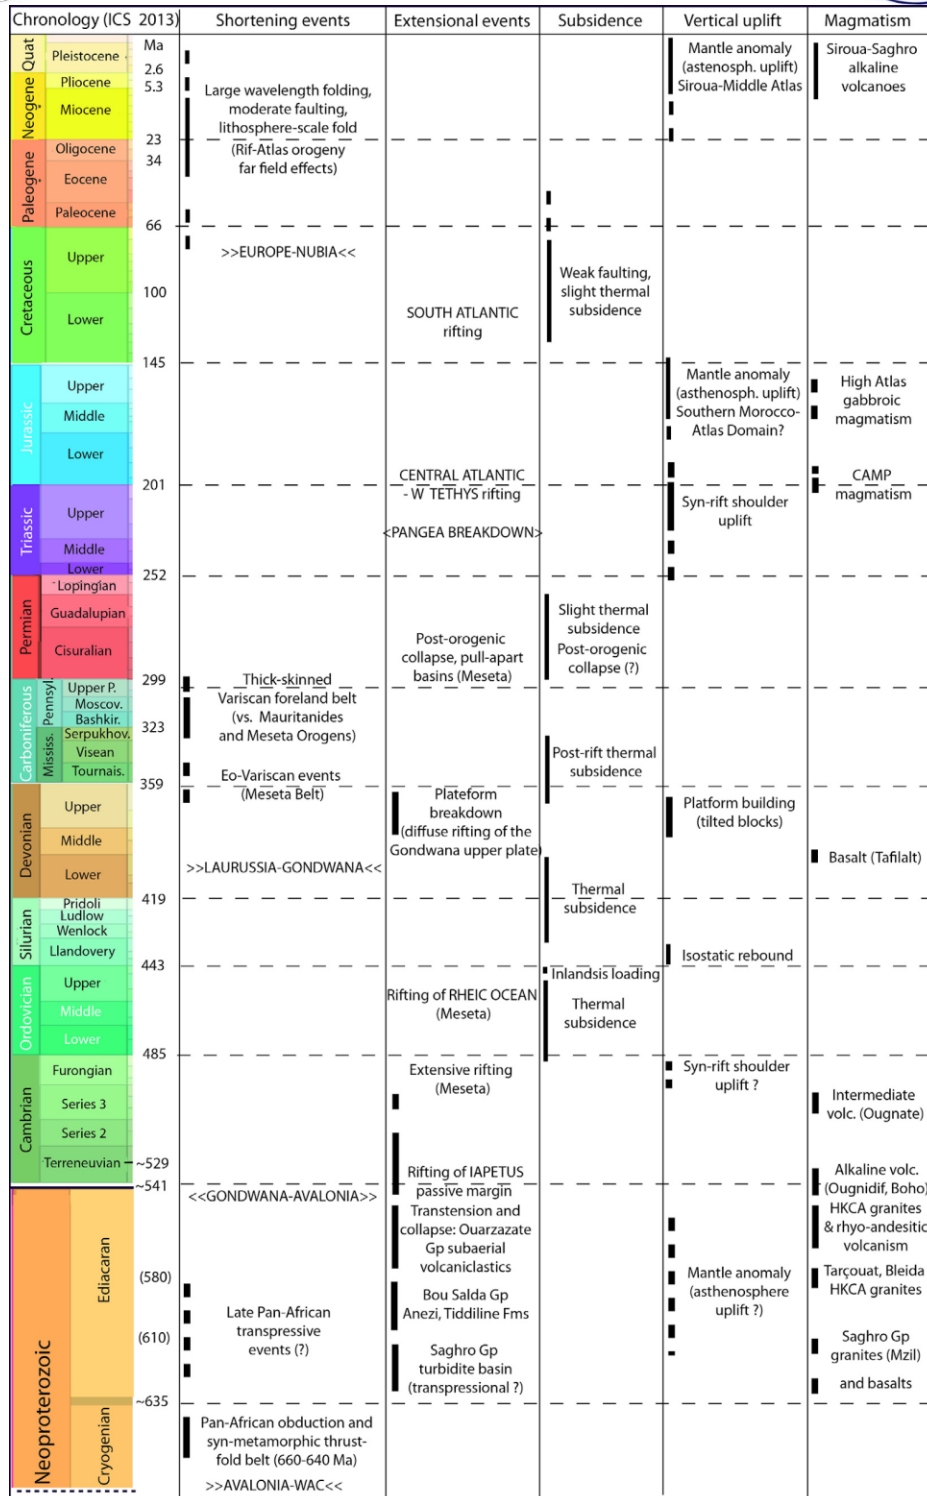 Chronology (ICS 2013)
Shortening events
Extensional events
Subsidence
Vertical uplift
Magmatism
Quat
Neogene
Paleogene
Cretaceous
Jurassic
Triassic
Permian
Carboniferous
Pennsyl.
Mississ.
Devonian
Silurian
Ordovician
Cambrian
Neoproterozoic
Ediacaran
Cryogenian
Pleistocene
Pliocene
Miocene
Oligocene
Eocene
Paleocene
Upper
Lower
Upper
Middle
Lower
Upper
Middle
Lower
Lopingian
Guadalupian
Cisuralian
Upper P.
Moscov.
Bashkir.
Serpukhov.
Visean
Tournais.
Upper
Middle
Lower
Pridoli
Ludlow
Wenlock
Llandovery
Upper
Middle
Lower
Furongian
Series 3
Series 2
Terreneuvian
Ma
2.6
5.3
23
34
66
100
145
201
252
299
323
359
419
443
485
~529
~541
(580)
(610)
~635
Large wavelength folding,
moderate faulting,
lithosphere-scale fold
(Rif-Atlas orogeny
far field effects)
>>EUROPE-NUBIA<<
Thick-skinned
Variscan foreland belt
(vs. Mauritanides
and Meseta Orogens)
Eo-Variscan events
(Meseta Belt)
>>LAURUSSIA-GONDWANA<<
<<GONDWANA-AVALONIA>>
Late Pan-African
transpressive
events (?)
Pan-African obduction and
syn-metamorphic thrust-
fold belt (660-640 Ma)
>>AVALONIA-WAC<<
SOUTH ATLANTIC
rifting
CENTRAL ATLANTIC
- W TETHYS rifting
<PANGEA BREAKDOWN>
Post-orogenic
collapse, pull-apart
basins (Meseta)
Plateform
breakdown
(diffuse rifting of the
Gondwana upper plate)
Rifting of RHEIC OCEAN
(Meseta)
Extensive rifting
(Meseta)
Rifting of IAPETUS
passive margin
Transtension and
collapse: Ouarzazate
Gp subaerial
volcaniclastics
Bou Salda Gp
Anezi, Tiddiline Fms
Saghro Gp
turbidite basin
(transpressional ?)
Weak faulting,
slight thermal
subsidence
Slight thermal
subsidence
Post-orogenic
collapse (?)
Post-rift thermal
subsidence
Thermal
subsidence
Inlandsis loading
Thermal
subsidence
Mantle anomaly
(astenosph. uplift)
Siroua-Middle Atlas
Mantle anomaly
(asthenosph. uplift)
Southern Morocco-
Atlas Domain?
Syn-rift shoulder
uplift
Platform building
(tilted blocks)
Isostatic rebound
Syn-rift shoulder
uplift ?
Mantle anomaly
(asthenosphere
uplift ?)
Siroua-Saghro
alkaline
volcanoes
High Atlas
gabbroic
magmatism
CAMP
magmatism
Basalt (Tafilalt)
Intermediate
volc. (Ougnate)
Alkaline volc.
(Ougnidif, Boho)
HKCA granites
& rhyo-andesitic
volcanism
Tarçouat, Bleida
HKCA granites
Saghro Gp
granites (Mzil)
and basalts